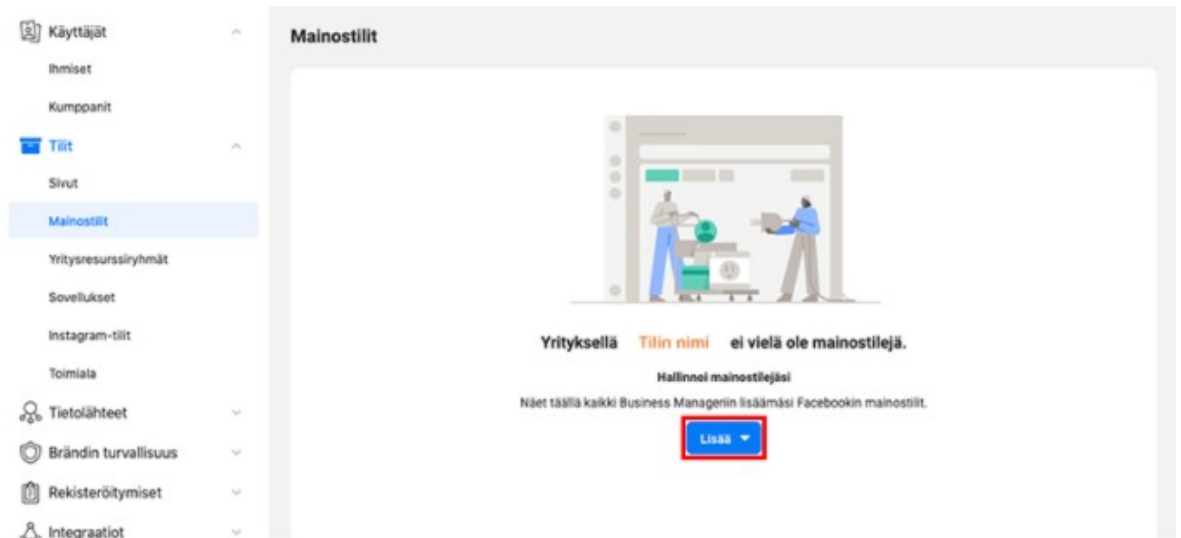 Käyttäjät
Ihmiset
Kumppanit
Tilit
Sivut
Mainostilit
Yritysresurssiryhmät
Sovellukset
Instagram-tilit
Toimiala
Tietolähteet
Brändin turvallisuus
Rekisteröitymiset
Integraatiot
Mainostilit
Yrityksellä Tilin nimi ei vielä ole mainostilejä.
Hallinnoi mainostilejäsi
Näet täällä kaikki Business Manageriin lisäämäsi Facebookin mainostilit.
Lisää